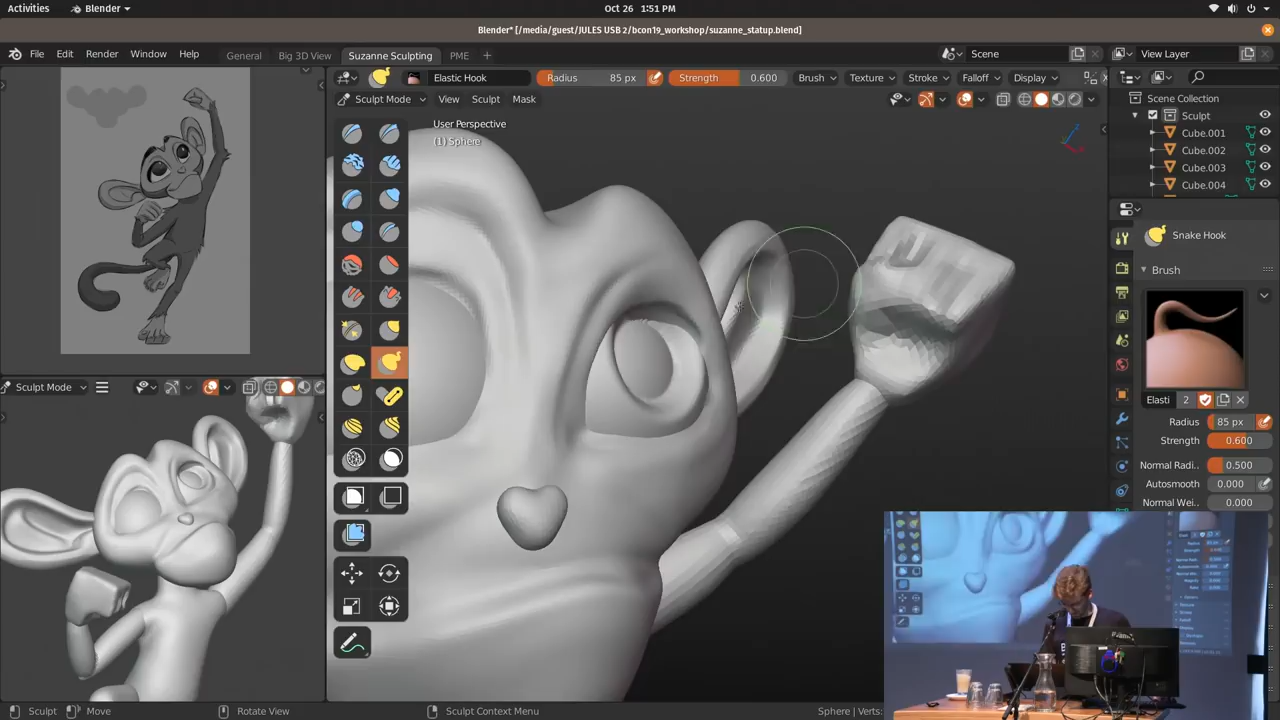 Activities
Blender
Oct 26 1:51 PM
Blender* [/media/guest/JULES USB 2/bcon19_workshop/suzanne_statup.blend]
File Edit Render Window Help
General Big 3D View Suzanne Sculpting PME +
Scene
View Layer
Elastic Hook
Radius 85 px
Strength 0.600
Brush Texture Stroke Falloff Display
Sculpt Mode View Sculpt Mask
User Perspective
(1) Sphere
Scene Collection
Sculpt
Cube.001
Cube.002
Cube.003
Cube.004
Snake Hook
Brush
Elasti 2
Radius 85 px
Strength 0.600
Normal Radi.. 0.500
Autosmooth 0.000
Normal Wei.. 0.000
Sculpt Mode
Sculpt Move Rotate View Sculpt Context Menu Sphere | Verts: